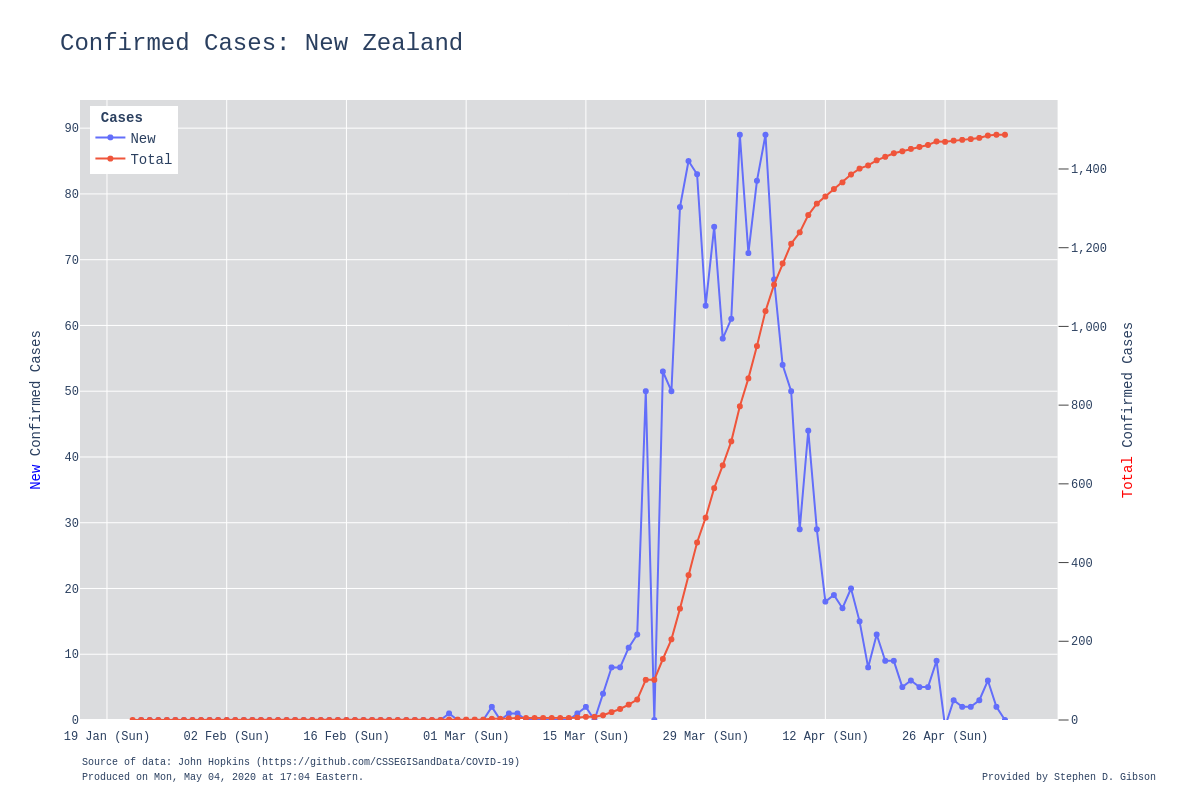 Confirmed Cases: New Zealand
Cases
New
Total
90
80
70
60
50
40
30
20
10
0
New Confirmed Cases
1,400
1,200
1,000
800
600
400
200
0
Total Confirmed Cases
19 Jan (Sun) 02 Feb (Sun) 16 Feb (Sun) 01 Mar (Sun) 15 Mar (Sun) 29 Mar (Sun) 12 Apr (Sun) 26 Apr (Sun)
Source of data: John Hopkins (https://github.com/CSSEGISandData/COVID-19)
Produced on Mon, May 04, 2020 at 17:04 Eastern.
Provided by Stephen D. Gibson